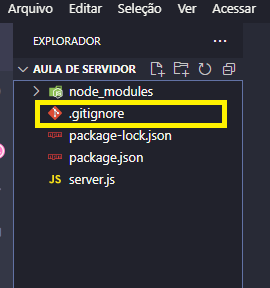 Arquivo Editar Seleção Ver Acessar
EXPLORADOR
AULA DE SERVIDOR
node_modules
.gitignore
package-lock.json
package.json
JS server.js